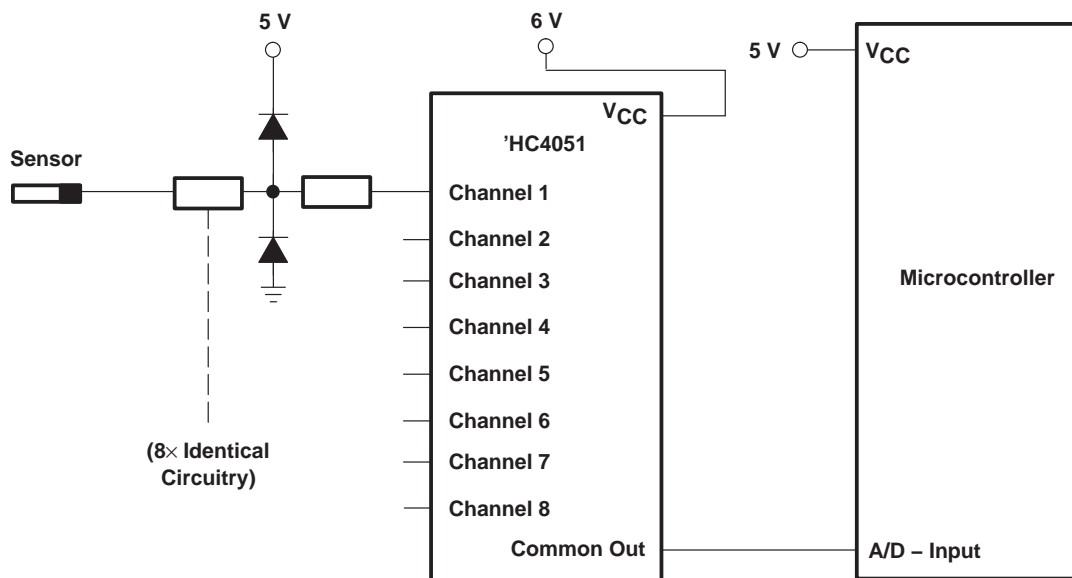 5 V
6 V
5 V
VCC
VCC
'HC4051
Sensor
Channel 1
Channel 2
Channel 3
Channel 4
Channel 5
Channel 6
Channel 7
Channel 8
Common Out
Microcontroller
A/D – Input
(8× Identical
Circuitry)